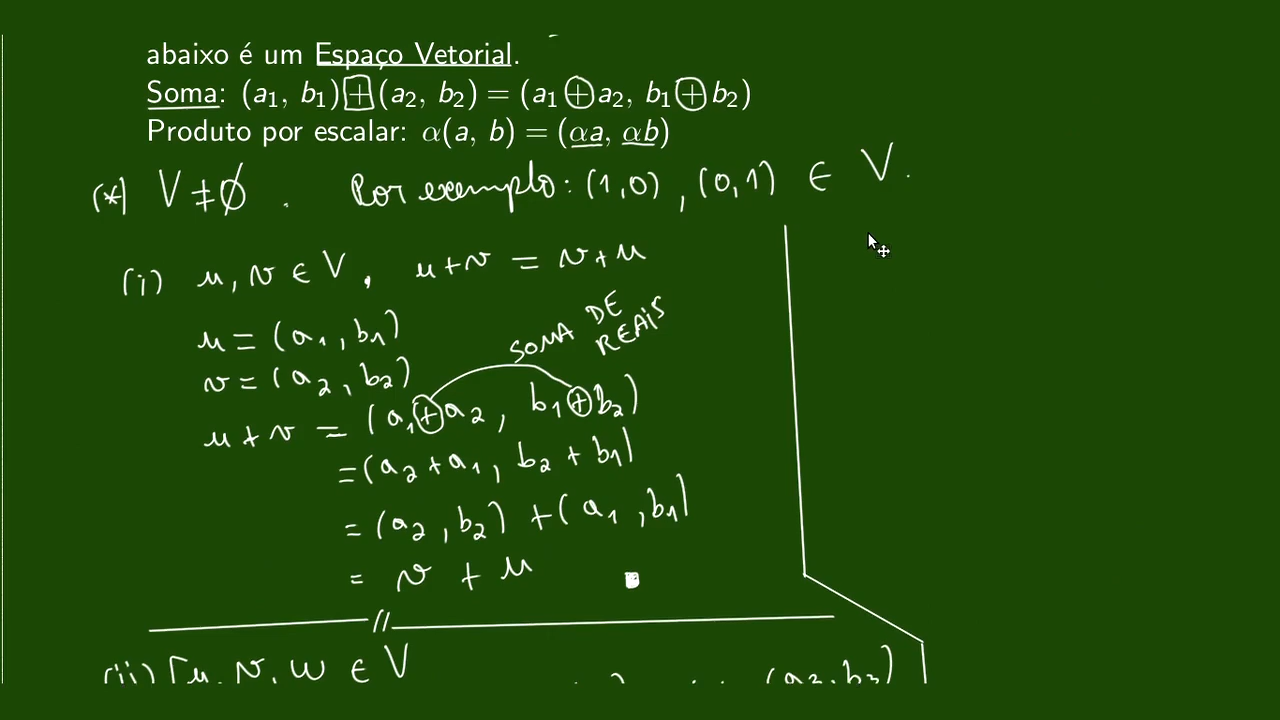 abaixo é um Espaço Vetorial.
Soma: (a₁, b₁)+(a₂, b₂) = (a₁+a₂, b₁+b₂)
Produto por escalar: α(a, b) = (αa, αb)
(*) V ≠ ∅. Por exemplo: (1,0), (0,1) ∈ V.
(i) u, v ∈ V, u+v = v+u
SOMA DE REAIS
u = (a₁, b₁)
v = (a₂, b₂)
u + v = (a₁+a₂, b₁+b₂)
= (a₂+a₁, b₂+b₁)
= (a₂, b₂) + (a₁, b₁)
= v + u
(ii) u, v, w ∈ V (a₃, b₃)